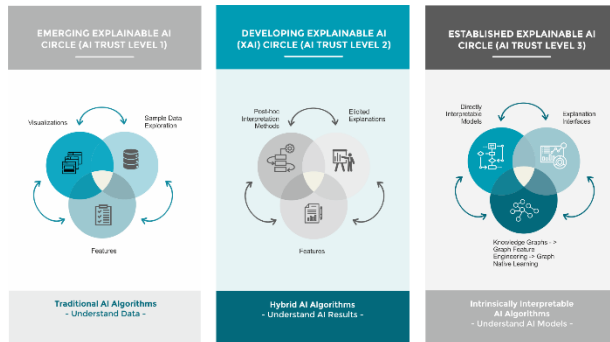 EMERGING EXPLAINABLE AI
CIRCLE (AI TRUST LEVEL 1)
Visualizations
Sample Data
Exploration
Features
Traditional AI Algorithms
- Understand Data -
DEVELOPING EXPLAINABLE AI
(XAI) CIRCLE (AI TRUST LEVEL 2)
Post-hoc
Interpretation
Methods
Elicited
Explanations
Features
Hybrid AI Algorithms
- Understand AI Results -
ESTABLISHED EXPLAINABLE AI
CIRCLE (AI TRUST LEVEL 3)
Directly
Interpretable
Models
Explanation
Interfaces
Knowledge Graphs ->
Graph Feature
Engineering -> Graph
Native Learning
Intrinsically Interpretable
AI Algorithms
- Understand AI Models -